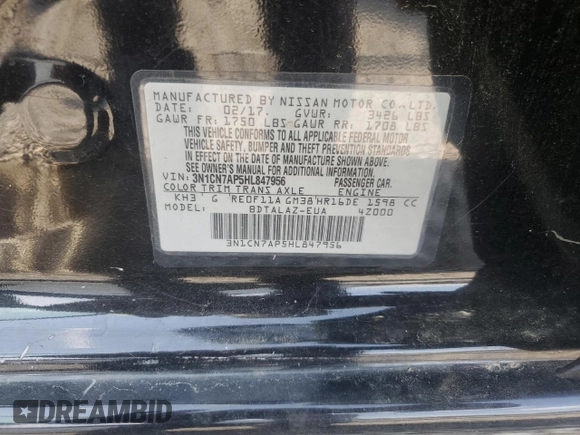 MANUFACTURED BY NISSAN MOTOR CO., LTD.
DATE: 02/17. GVWR: 3426 LBS
GAWR FR: 1750 LBS GAWR RR: 1708 LBS
THIS VEHICLE CONFORMS TO ALL APPLICABLE FEDERAL MOTOR
VEHICLE SAFETY, BUMPER AND THEFT PREVENTION STANDARDS
IN EFFECT ON THE DATE OF MANUFACTURE SHOWN ABOVE.
SEE OWNER'S MANUAL FOR ADDITIONAL INFORMATION.
VIN: 3N1CN7AP5HL847956 PASSENGER CAR.
COLOR TRIM TRANS AXLE ENGINE
KH3 G RE0F11A GM38 HR16DE 1598 CC
MODEL: BDTALAZ-EUA 4Z000
3N1CN7AP5HL847956
DREAMBID